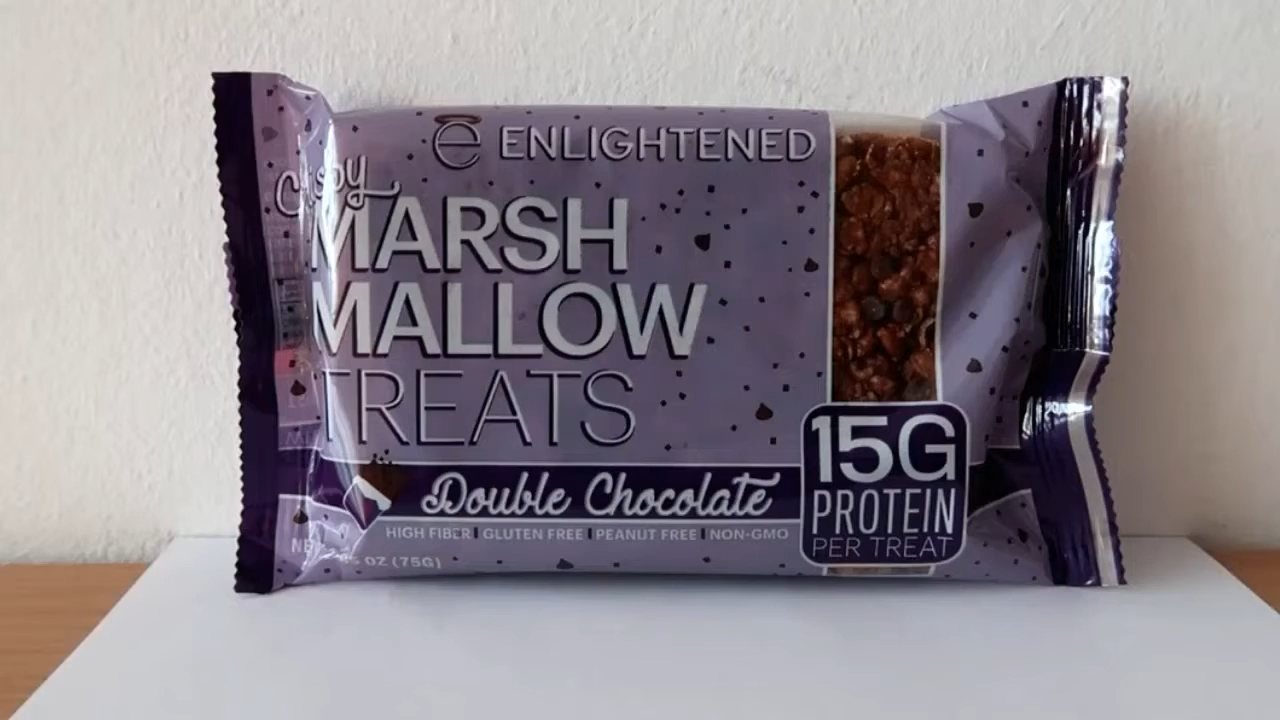 ē ENLIGHTENED
Crispy
MARSH
MALLOW
TREATS
Double Chocolate
HIGH FIBER | GLUTEN FREE | PEANUT FREE | NON-GMO
OZ (75G)
15G
PROTEIN
PER TREAT